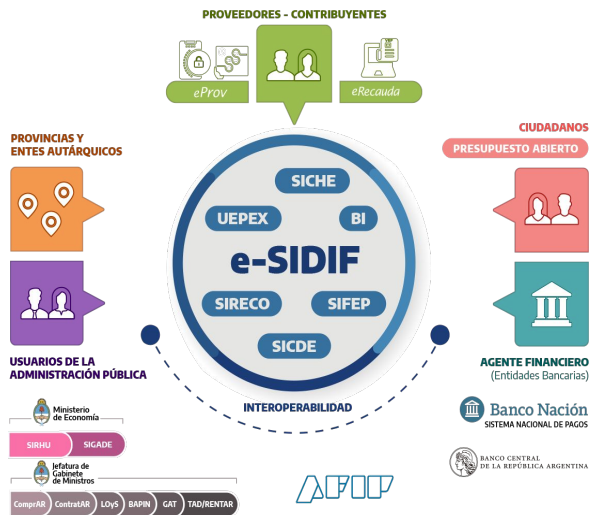 PROVEEDORES - CONTRIBUYENTES
eProv
eRecauda
PROVINCIAS Y
ENTES AUTÁRQUICOS
CIUDADANOS
PRESUPUESTO ABIERTO
SICHE
UEPEX
BI
e-SIDIF
SIRECO
SIFEP
SICDE
USUARIOS DE LA
ADMINISTRACIÓN PÚBLICA
AGENTE FINANCIERO
(Entidades Bancarias)
INTEROPERABILIDAD
Ministerio
de Economía
SIRHU
SIGADE
Jefatura de
Gabinete
de Ministros
ComprAR
ContratAR
LOyS
BAPIN
GAT
TAD/RENTAR
Banco Nación
SISTEMA NACIONAL DE PAGOS
BANCO CENTRAL
DE LA REPÚBLICA ARGENTINA
AFIP